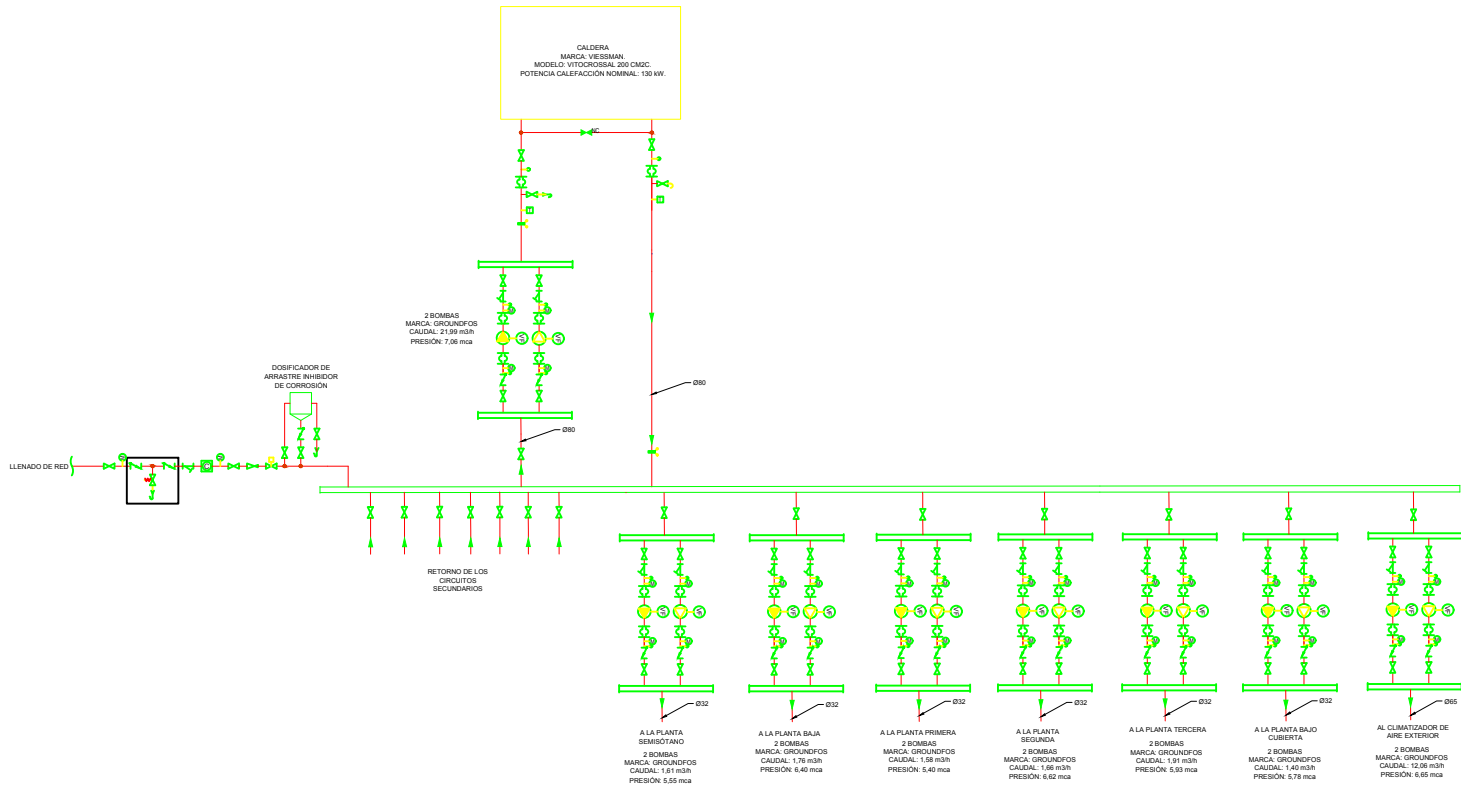 CALDERA
MARCA: VIESSMAN.
MODELO: VITOCROSSAL 200 CM2C.
POTENCIA CALEFACCIÓN NOMINAL: 130 kW.
NC
2 BOMBAS
MARCA: GROUNDFOS
CAUDAL: 21,99 m3/h
PRESIÓN: 7,06 mca
DOSIFICADOR DE
ARRASTRE INHIBIDOR
DE CORROSIÓN
Ø80
Ø80
LLENADO DE RED
RETORNO DE LOS
CIRCUITOS
SECUNDARIOS
Ø32
Ø32
Ø32
Ø32
Ø32
Ø32
Ø65
A LA PLANTA
SEMISÓTANO
2 BOMBAS
MARCA: GROUNDFOS
CAUDAL: 1,61 m3/h
PRESIÓN: 5,55 mca
A LA PLANTA BAJA
2 BOMBAS
MARCA: GROUNDFOS
CAUDAL: 1,76 m3/h
PRESIÓN: 6,40 mca
A LA PLANTA PRIMERA
2 BOMBAS
MARCA: GROUNDFOS
CAUDAL: 1,58 m3/h
PRESIÓN: 5,40 mca
A LA PLANTA
SEGUNDA
2 BOMBAS
MARCA: GROUNDFOS
CAUDAL: 1,66 m3/h
PRESIÓN: 6,62 mca
A LA PLANTA TERCERA
2 BOMBAS
MARCA: GROUNDFOS
CAUDAL: 1,91 m3/h
PRESIÓN: 5,93 mca
A LA PLANTA BAJO
CUBIERTA
2 BOMBAS
MARCA: GROUNDFOS
CAUDAL: 1,40 m3/h
PRESIÓN: 5,78 mca
AL CLIMATIZADOR DE
AIRE EXTERIOR
2 BOMBAS
MARCA: GROUNDFOS
CAUDAL: 12,06 m3/h
PRESIÓN: 6,65 mca